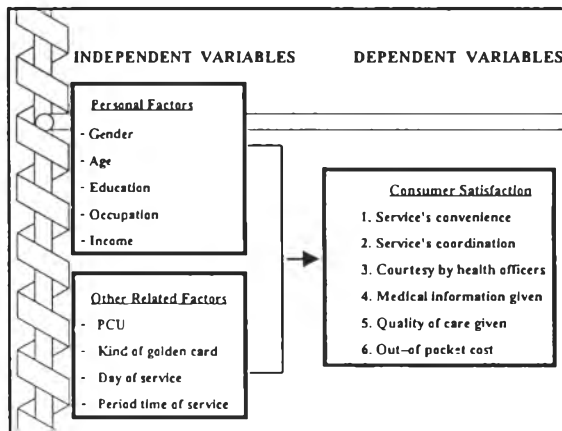 INDEPENDENT VARIABLES
DEPENDENT VARIABLES
Personal Factors
- Gender
- Age
- Education
- Occupation
- Income
Other Related Factors
- PCU
- Kind of golden card
- Day of service
- Period time of service
Consumer Satisfaction
1. Service's convenience
2. Service's coordination
3. Courtesy by health officers
4. Medical information given
5. Quality of care given
6. Out-of pocket cost